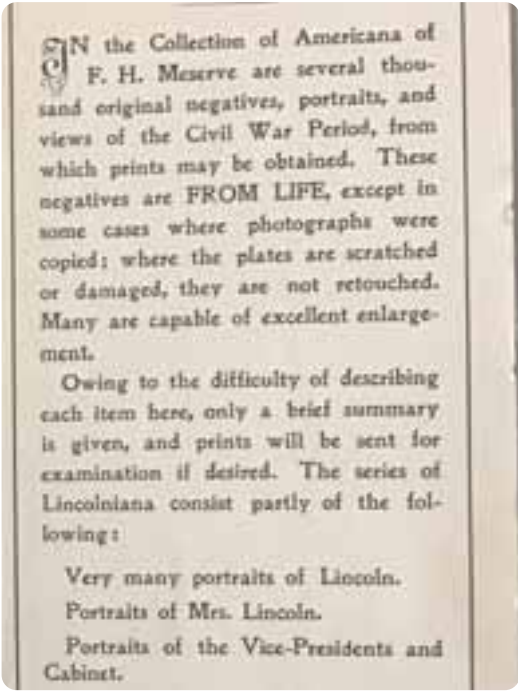 IN the Collection of Americana of
F. H. Meserve are several thou-
sand original negatives, portraits, and
views of the Civil War Period, from
which prints may be obtained. These
negatives are FROM LIFE, except in
some cases where photographs were
copied; where the plates are scratched
or damaged, they are not retouched.
Many are capable of excellent enlarge-
ment.
Owing to the difficulty of describing
each item here, only a brief summary
is given, and prints will be sent for
examination if desired. The series of
Lincolniana consist partly of the fol-
lowing:
Very many portraits of Lincoln.
Portraits of Mrs. Lincoln.
Portraits of the Vice-Presidents and
Cabinet.